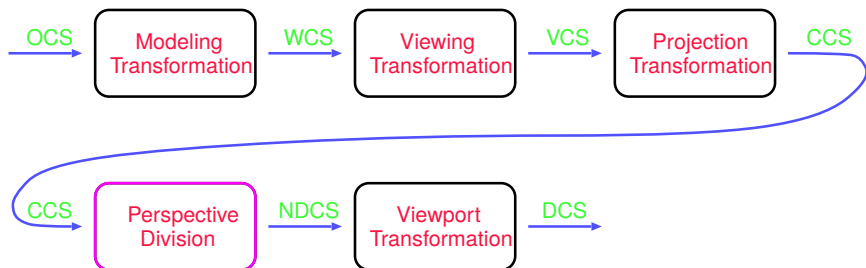 OCS
Modeling
Transformation
WCS
Viewing
Transformation
VCS
Projection
Transformation
CCS
CCS
Perspective
Division
NDCS
Viewport
Transformation
DCS